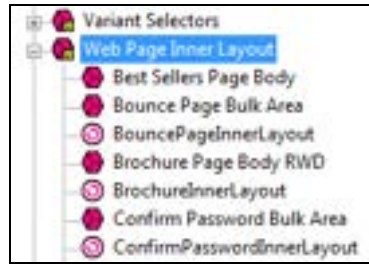 Variant Selectors
Web Page Inner Layout
Best Sellers Page Body
Bounce Page Bulk Area
BouncePageInnerLayout
Brochure Page Body RWD
BrochureInnerLayout
Confirm Password Bulk Area
ConfirmPasswordInnerLayout